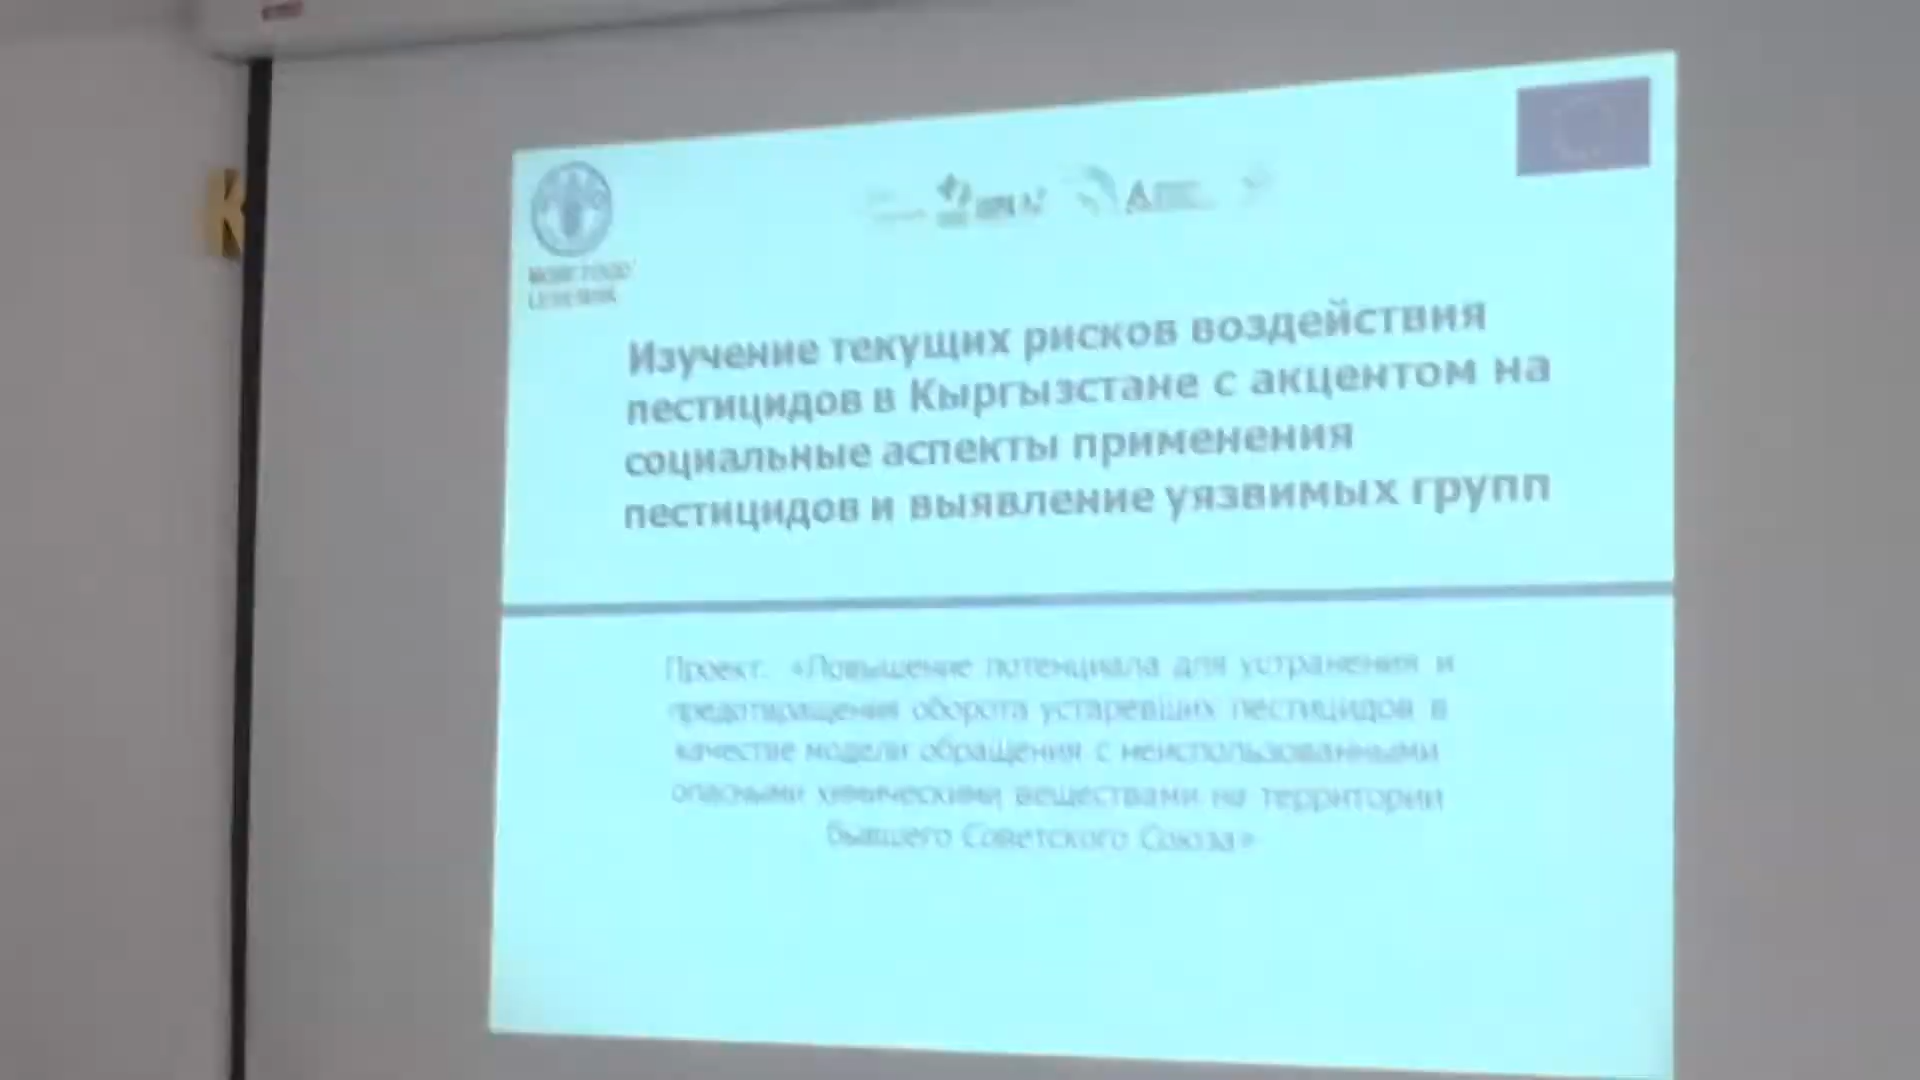 K
Изучение текущих рисков воздействия
пестицидов в Кыргызстане с акцентом на
социальные аспекты применения
пестицидов и выявление уязвимых групп
Проект: «Повышение потенциала для устранения и
предотвращения оборота устаревших пестицидов в
качестве модели обращения с неиспользованными
опасными химическими веществами на территории
бывшего Советского Союза»